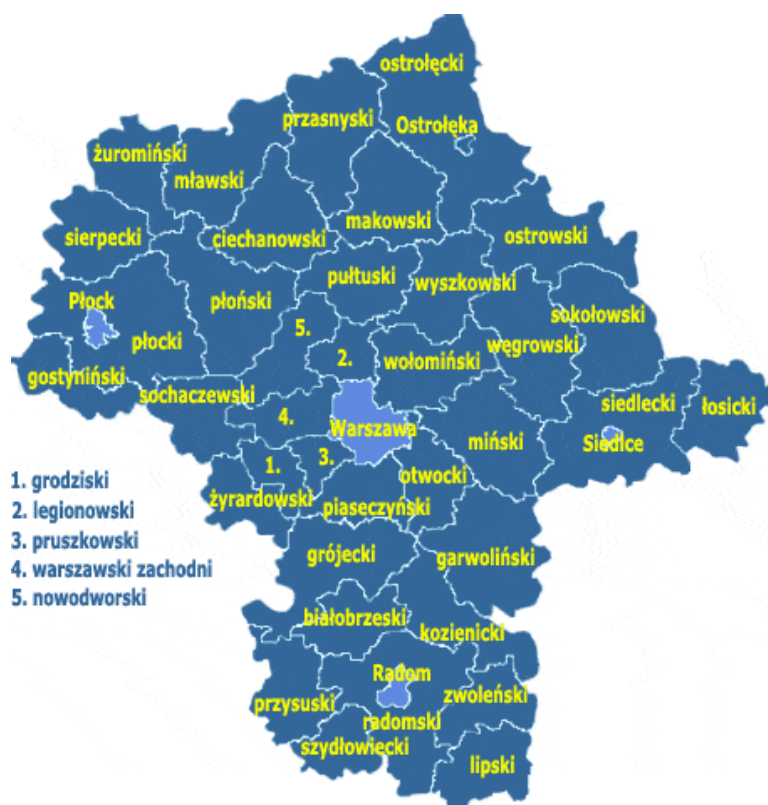 ostrołęcki
przasnyski
Ostrołęka
żuromiński
mławski
makowski
sierpecki
ciechanowski
ostrowski
pułtuski
wyszkowski
Płock
płoński
sokołowski
5.
płocki
węgrowski
2.
wołomiński
gostyniński
sochaczewski
siedlecki
łosicki
4.
Warszawa
miński
Siedlce
3.
1.
otwocki
żyrardowski
piaseczyński
1. grodziski
2. legionowski
3. pruszkowski
4. warszawski zachodni
5. nowodworski
grójecki
garwoliński
białobrzeski
kozienicki
Radom
zwoleński
przysuski
radomski
szydłowiecki
lipski